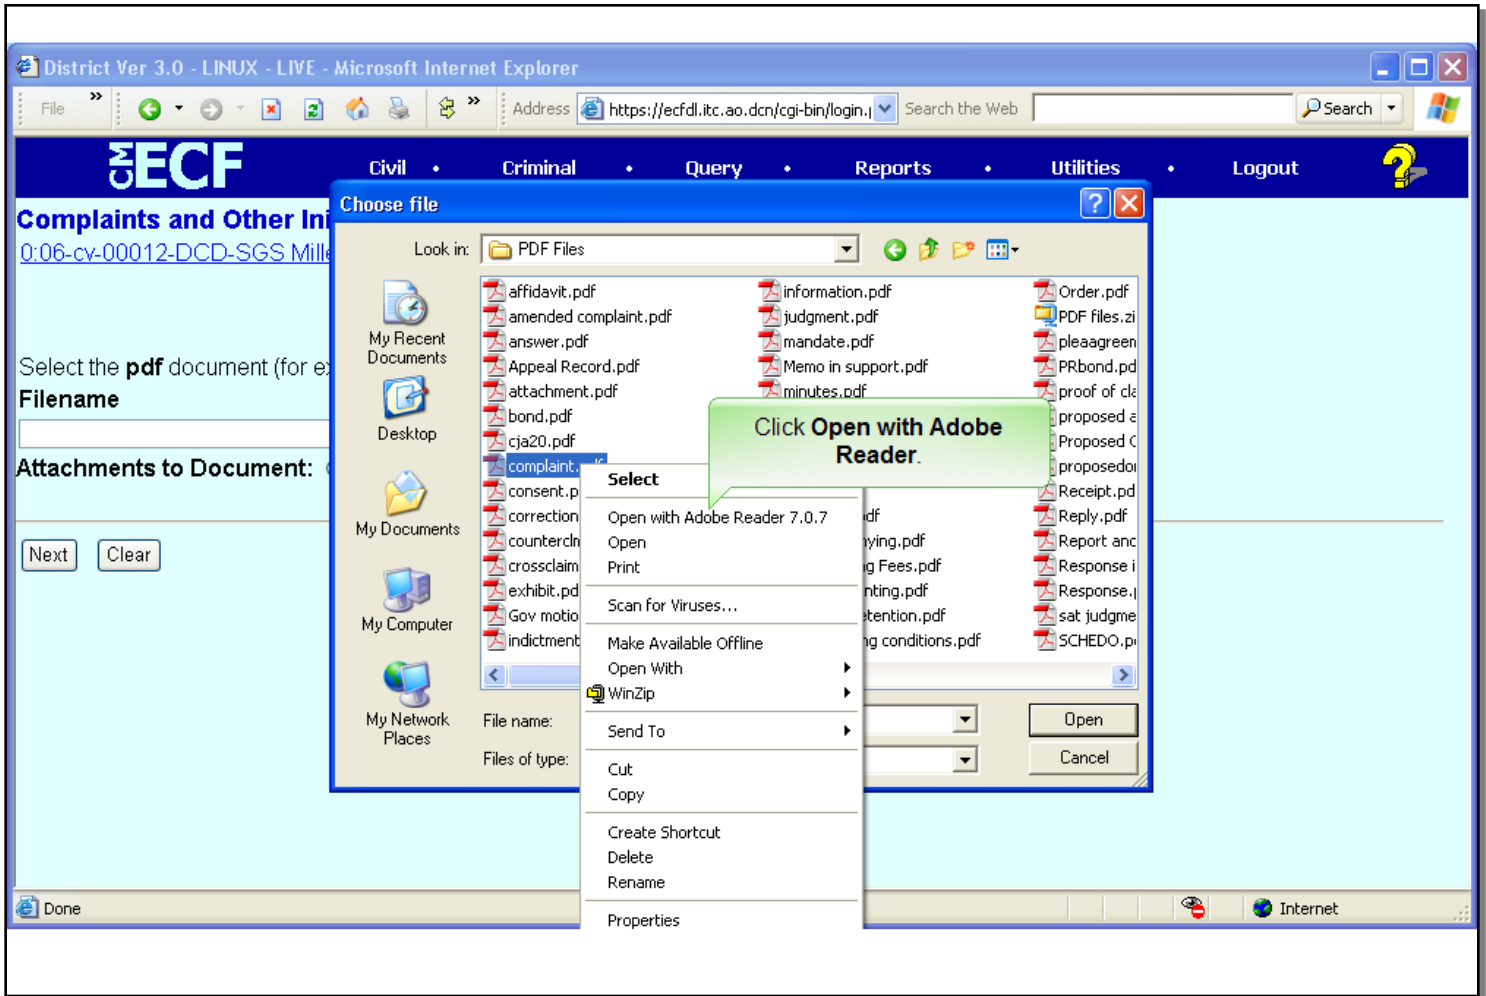 District Ver 3.0 - LINUX - LIVE - Microsoft Internet Explorer
File » Address https://ecfdl.itc.ao.dcn/cgi-bin/login. Search the Web Search
CM ECF Civil • Criminal • Query • Reports • Utilities • Logout ?
Complaints and Other Ini
0:06-cv-00012-DCD-SGS Mille
Select the pdf document (for ex
Filename
Attachments to Document:
Next Clear
Choose file
Look in: PDF Files
My Recent
Documents
Desktop
My Documents
My Computer
My Network
Places
affidavit.pdf
amended complaint.pdf
answer.pdf
Appeal Record.pdf
attachment.pdf
bond.pdf
cja20.pdf
complaint.pdf
consent.p
correction
countercln
crossclaim
exhibit.pd
Gov motio
indictment
information.pdf
judgment.pdf
mandate.pdf
Memo in support.pdf
minutes.pdf
df
ying.pdf
g Fees.pdf
nting.pdf
etention.pdf
ng conditions.pdf
Order.pdf
PDF files.zi
pleaagreen
PRbond.pd
proof of cla
proposed a
Proposed O
proposedor
Receipt.pd
Reply.pdf
Report and
Response i
Response.p
sat judgme
SCHEDO.p
Click Open with Adobe
Reader.
Select
Open with Adobe Reader 7.0.7
Open
Print
Scan for Viruses...
Make Available Offline
Open With
WinZip
Send To
Cut
Copy
Create Shortcut
Delete
Rename
Properties
File name: Open
Files of type: Cancel
Done Internet